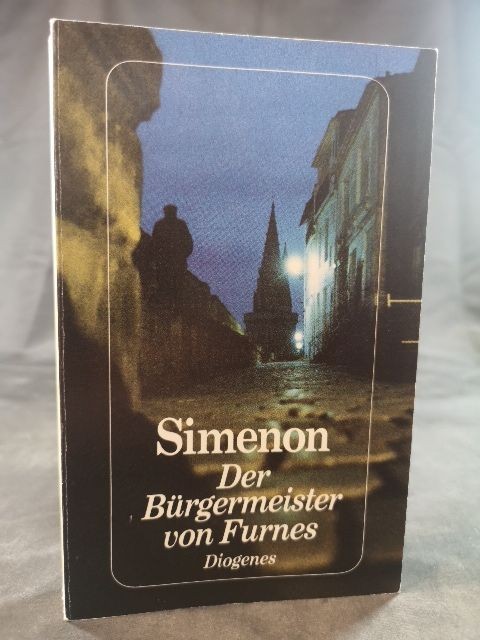 Simenon
Der
Bürgermeister
von Furnes
Diogenes